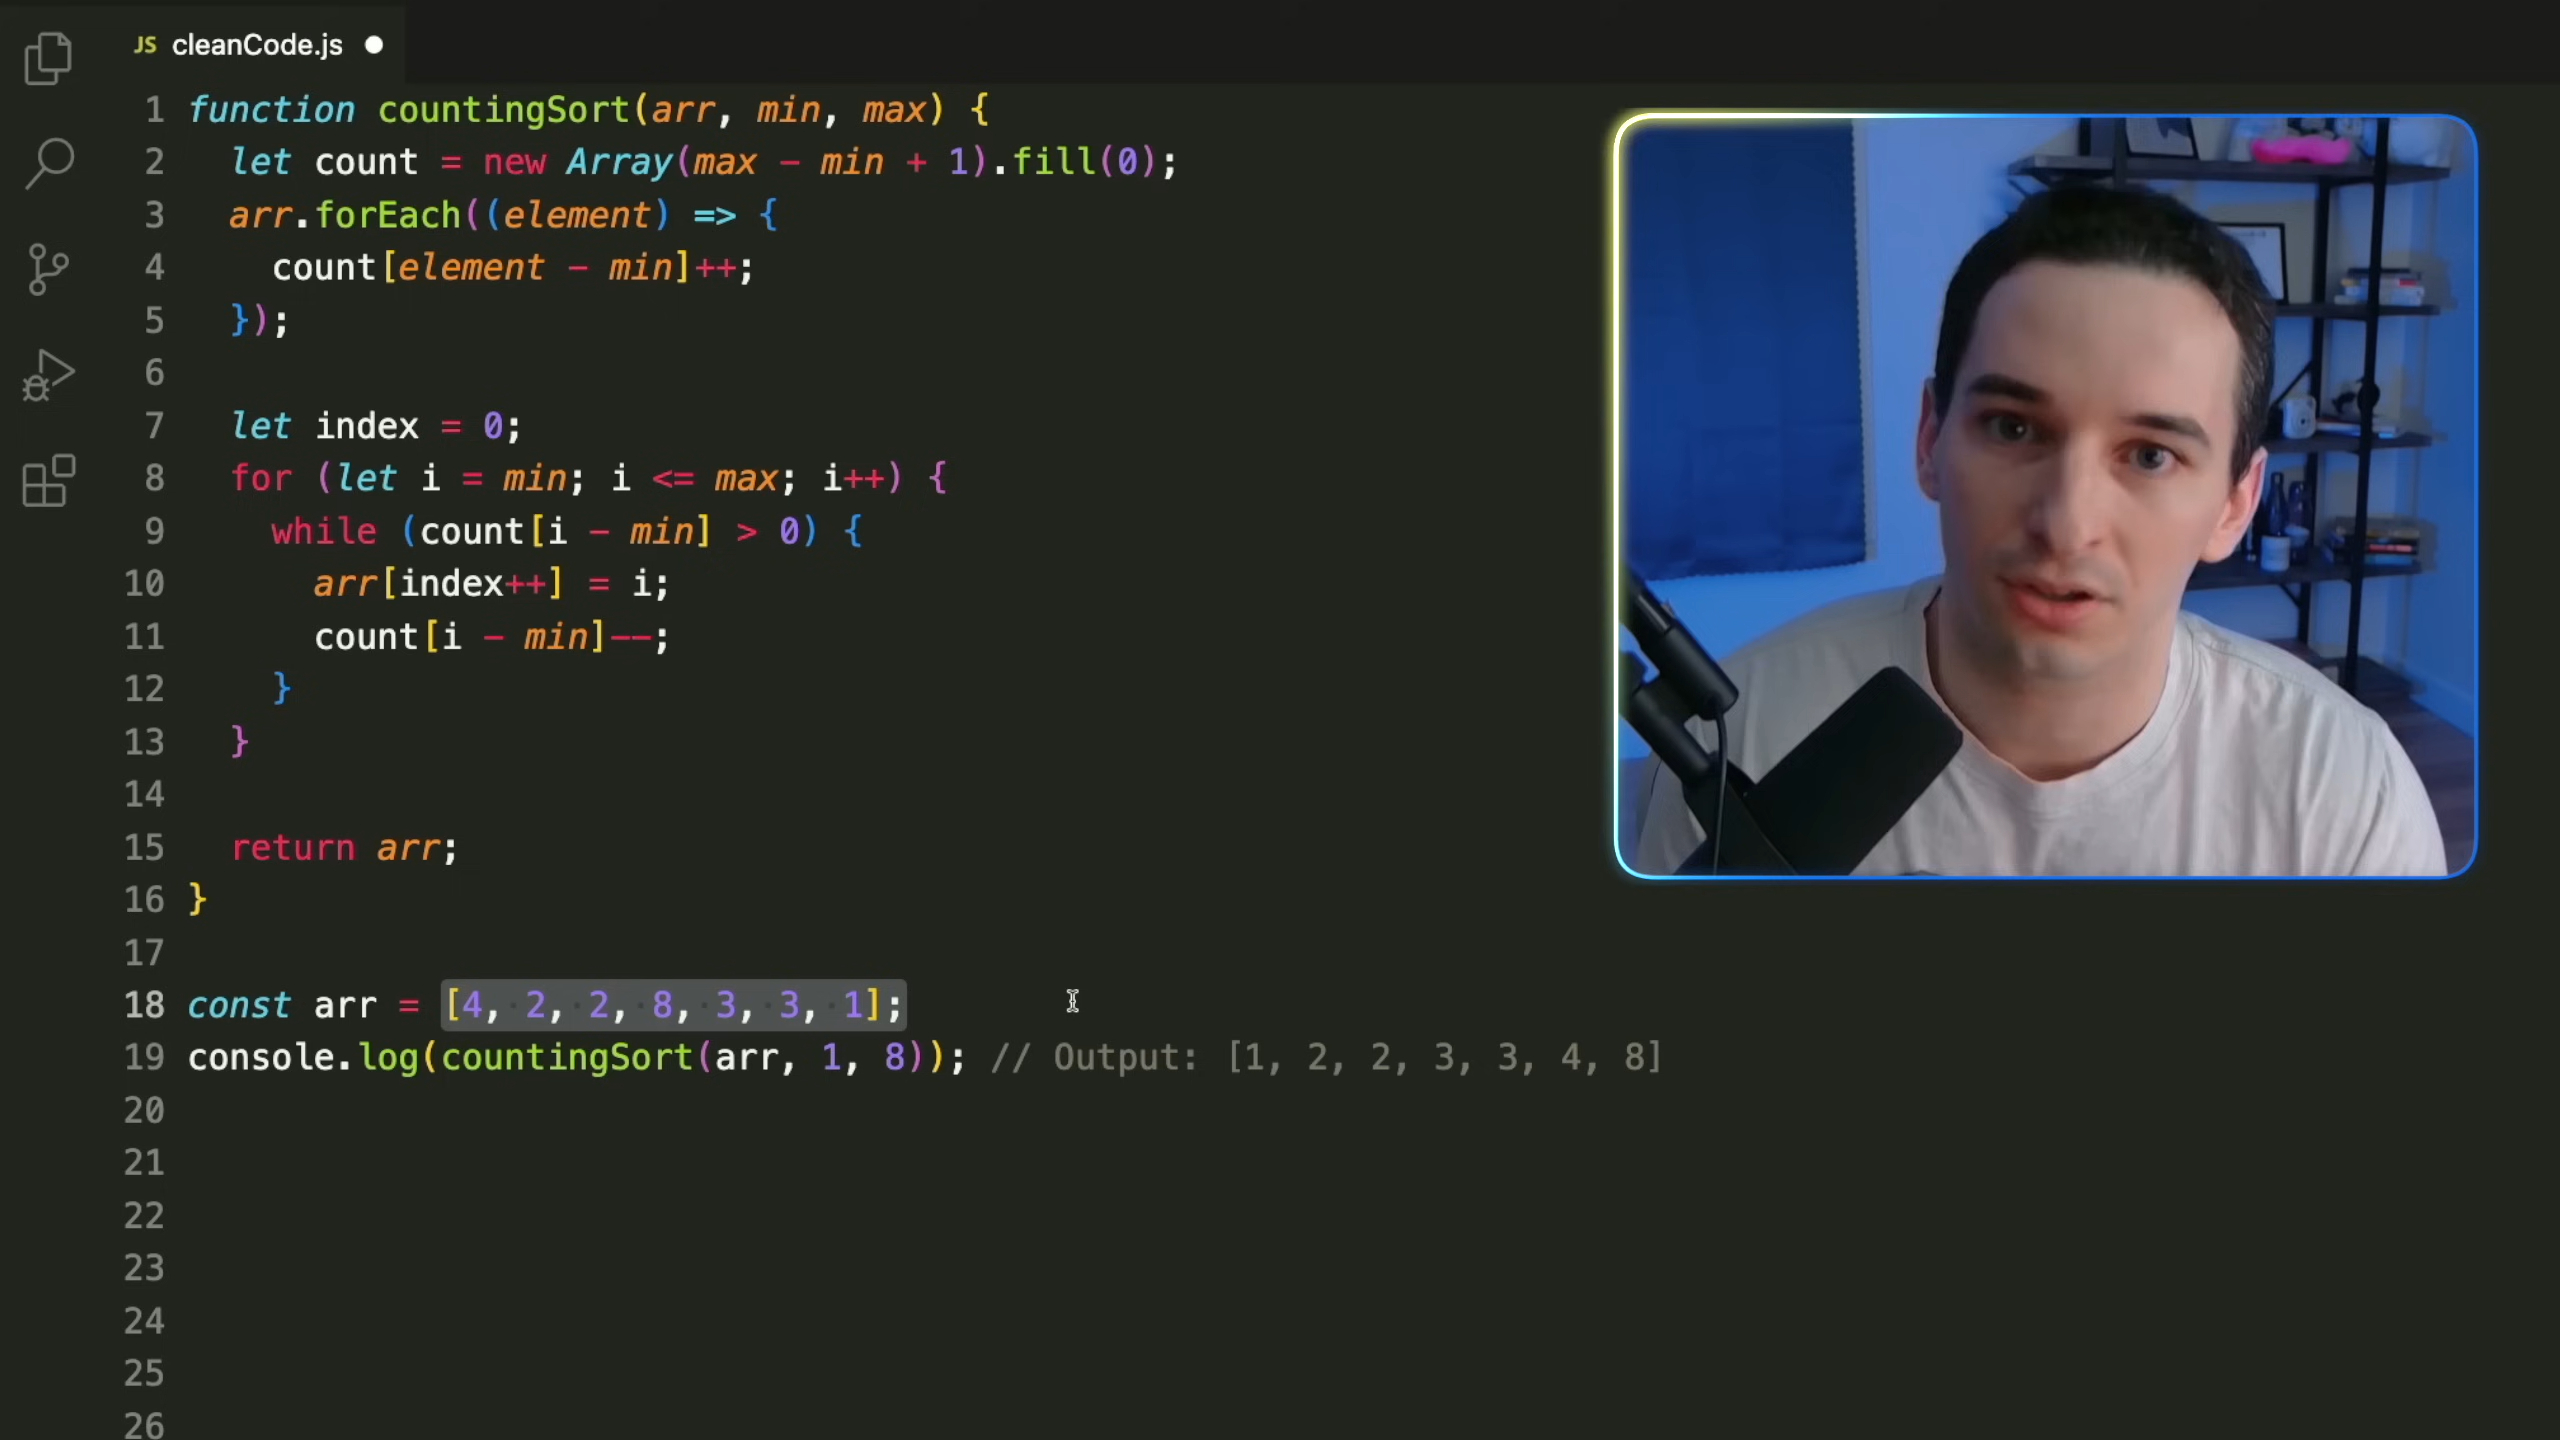 JS cleanCode.js
1 function countingSort(arr, min, max) {
2   let count = new Array(max - min + 1).fill(0);
3   arr.forEach((element) => {
4     count[element - min]++;
5   });
6
7   let index = 0;
8   for (let i = min; i <= max; i++) {
9     while (count[i - min] > 0) {
10       arr[index++] = i;
11       count[i - min]--;
12     }
13   }
14
15   return arr;
16 }
17
18 const arr = [4, 2, 2, 8, 3, 3, 1];
19 console.log(countingSort(arr, 1, 8)); // Output: [1, 2, 2, 3, 3, 4, 8]
20
21
22
23
24
25
26